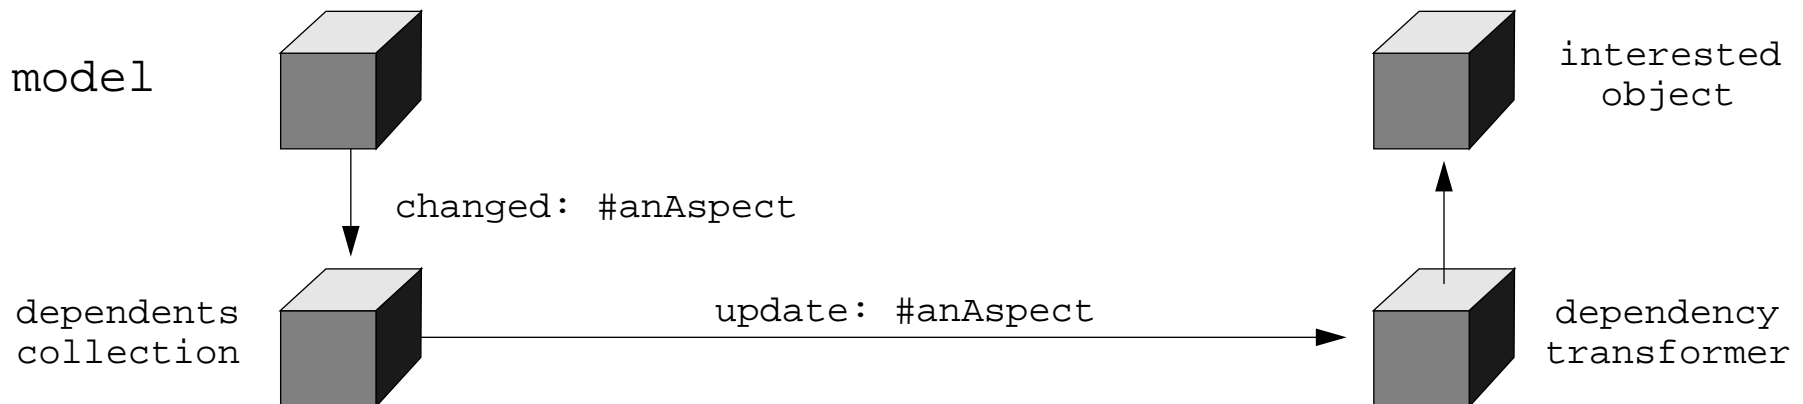 model
interested
object
changed: #anAspect
dependents
collection
update: #anAspect
dependency
transformer